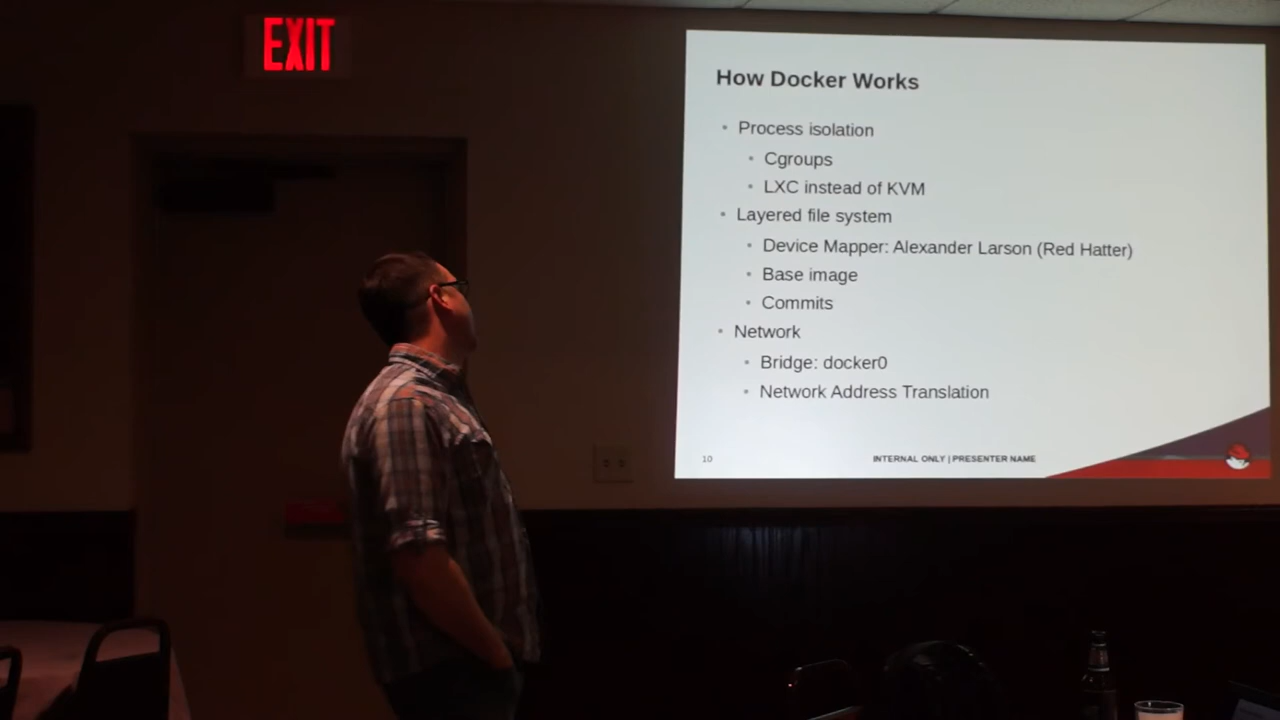 EXIT
How Docker Works
• Process isolation
• Cgroups
• LXC instead of KVM
• Layered file system
• Device Mapper: Alexander Larson (Red Hatter)
• Base image
• Commits
• Network
• Bridge: docker0
• Network Address Translation
10
INTERNAL ONLY | PRESENTER NAME